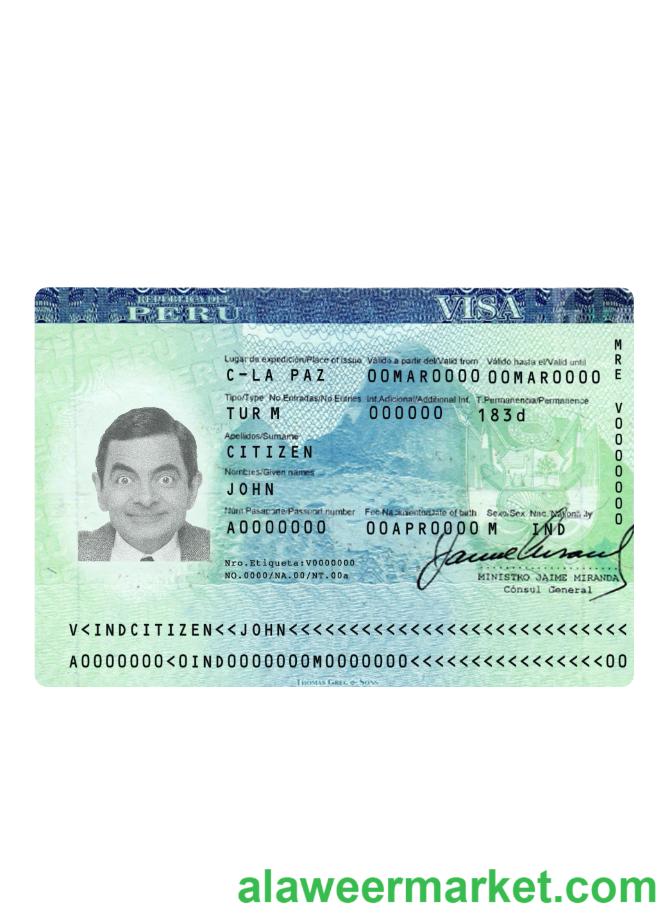 REPÚBLICA DEL
PERÚ
VISA
Lugar de expedición/Place of issue Válido a partir del/Valid from Válido hasta el/Valid until
C-LA PAZ 00MAR0000 00MAR0000
Tipo/Type No.Entradas/No.Entries Inf.Adicional/Additional Inf. T.Permanencia/Permanence
TUR M 000000 183d
Apellidos/Surname
CITIZEN
Nombres/Given names
JOHN
Núm.Pasaporte/Passport number Fec.Nacimiento/Date of birth Sexo/Sex Nac./Nationality
A0000000 00APR0000 M IND
MRE V0000000
Nro.Etiqueta:V0000000
NO.0000/NA.00/NT.00a
MINISTRO JAIME MIRANDA
Cónsul General
V<INDCITIZEN<<JOHN<<<<<<<<<<<<<<<<<<<<<<<<<<
A0000000<0IND0000000M0000000<<<<<<<<<<<<<<<<00
THOMAS GREG & SONS
alaweermarket.com